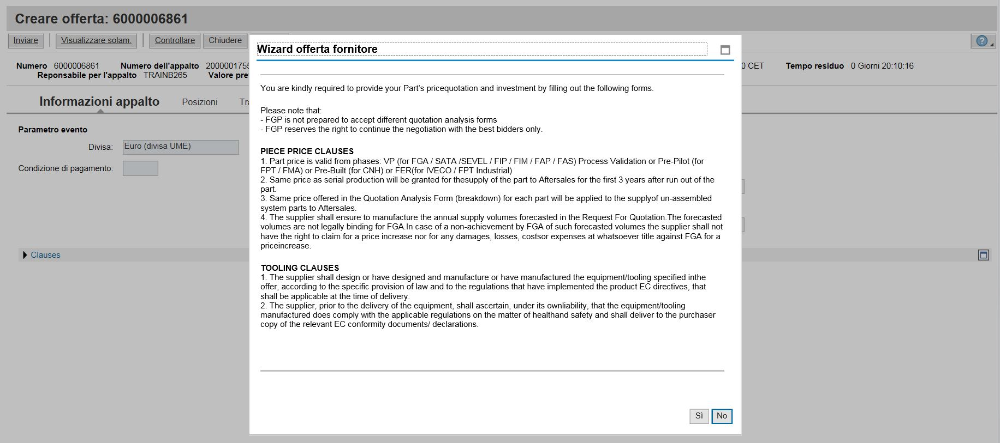 Creare offerta: 6000006861
Inviare
Visualizzare solam.
Controllare
Chiudere
Wizard offerta fornitore
Numero 6000006861 Numero dell'appalto 2000001755
0 CET Tempo residuo 0 Giorni 20:10:16
Reponsabile per l'appalto TRAINB265 Valore pre
Informazioni appalto
Posizioni
Tra
Parametro evento
Divisa: Euro (divisa UME)
Condizione di pagamento:
Clauses
You are kindly required to provide your Part's pricequotation and investment by filling out the following forms.
Please note that:
- FGP is not prepared to accept different quotation analysis forms
- FGP reserves the right to continue the negotiation with the best bidders only.
PIECE PRICE CLAUSES
1. Part price is valid from phases: VP (for FGA / SATA /SEVEL / FIP / FIM / FAP / FAS) Process Validation or Pre-Pilot (for
FPT / FMA) or Pre-Built (for CNH) or FER(for IVECO / FPT Industrial)
2. Same price as serial production will be granted for thesupply of the part to Aftersales for the first 3 years after run out of the
part.
3. Same price offered in the Quotation Analysis Form (breakdown) for each part will be applied to the supplyof un-assembled
system parts to Aftersales.
4. The supplier shall ensure to manufacture the annual supply volumes forecasted in the Request For Quotation.The forecasted
volumes are not legally binding for FGA.In case of a non-achievement by FGA of such forecasted volumes the supplier shall not
have the right to claim for a price increase nor for any damages, losses, costsor expenses at whatsoever title against FGA for a
priceincrease.
TOOLING CLAUSES
1. The supplier shall design or have designed and manufacture or have manufactured the equipment/tooling specified inthe
offer, according to the specific provision of law and to the regulations that have implemented the product EC directives, that
shall be applicable at the time of delivery.
2. The supplier, prior to the delivery of the equipment, shall ascertain, under its ownliability, that the equipment/tooling
manufactured does comply with the applicable regulations on the matter of healthand safety and shall deliver to the purchaser
copy of the relevant EC conformity documents/ declarations.
Sì
No